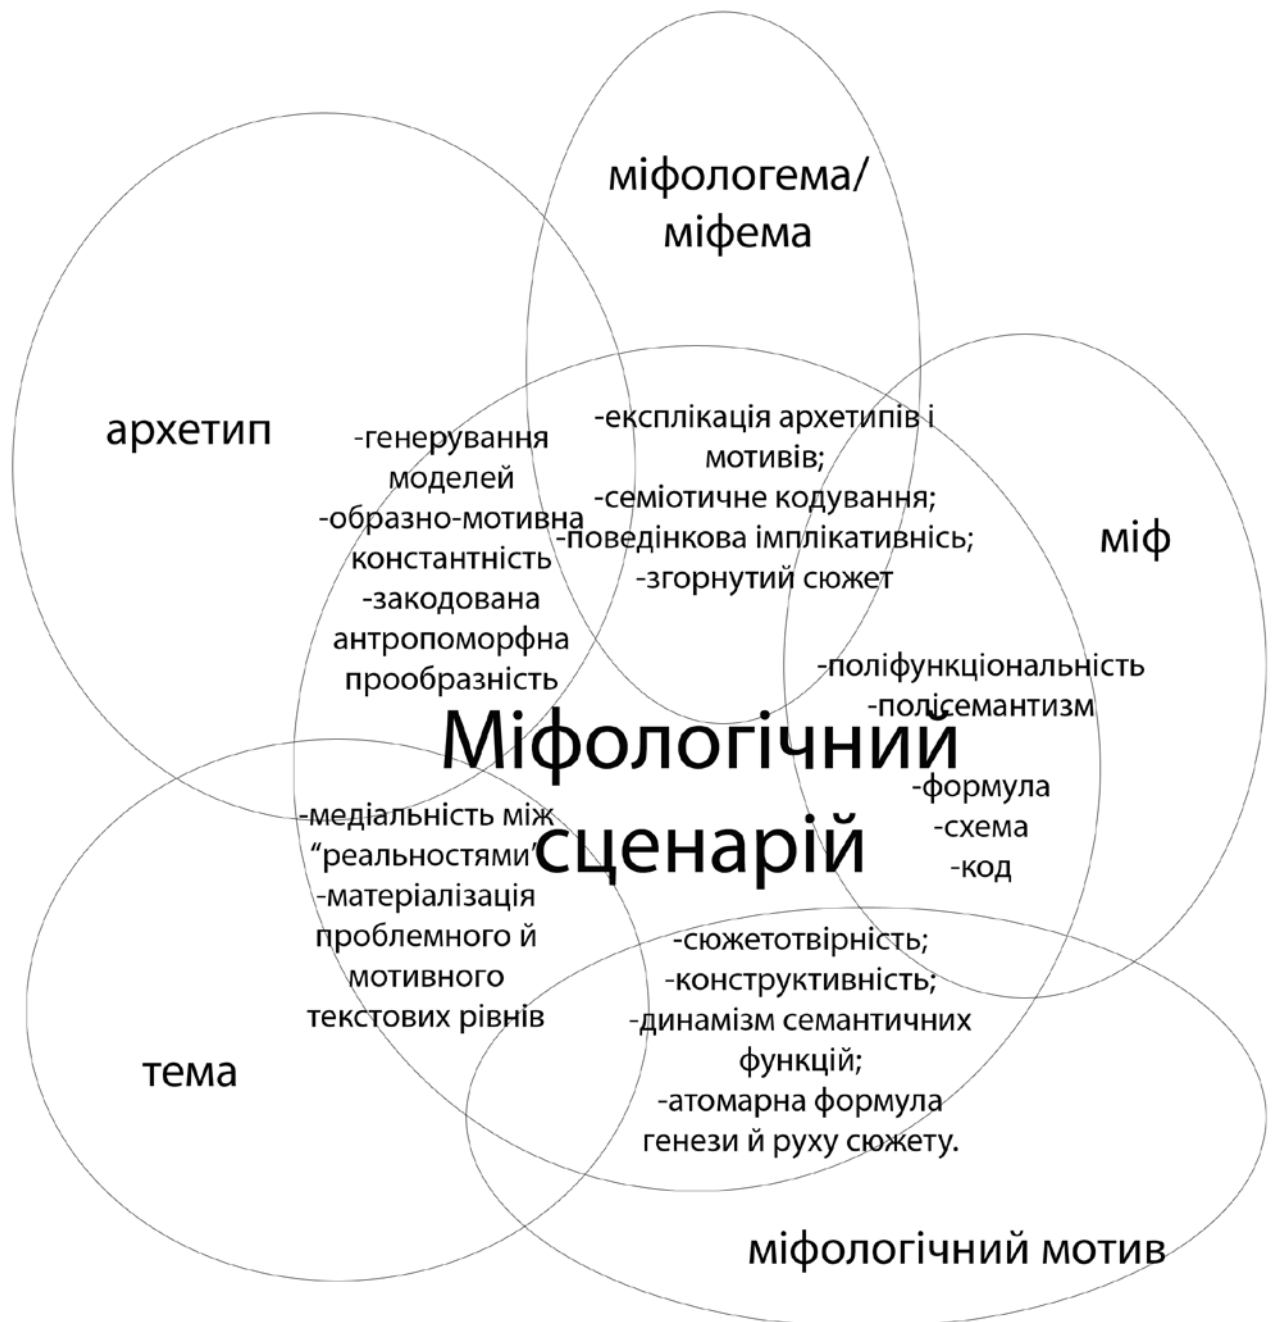 міфологема/
міфема
архетип
-генерування
моделей
-образно-мотивна
константність
-закодована
антропоморфна
прообразність
-експлікація архетипів і
мотивів;
-семіотичне кодування;
-поведінкова імплікативнісь;
-згорнутий сюжет
міф
-поліфункціональність
-полісемантизм
-формула
-схема
-код
Міфологічний
сценарій
-медіальність між
“реальностями”
-матеріалізація
проблемного й
мотивного
текстових рівнів
тема
-сюжетотвірність;
-конструктивність;
-динамізм семантичних
функцій;
-атомарна формула
генези й руху сюжету.
міфологічний мотив